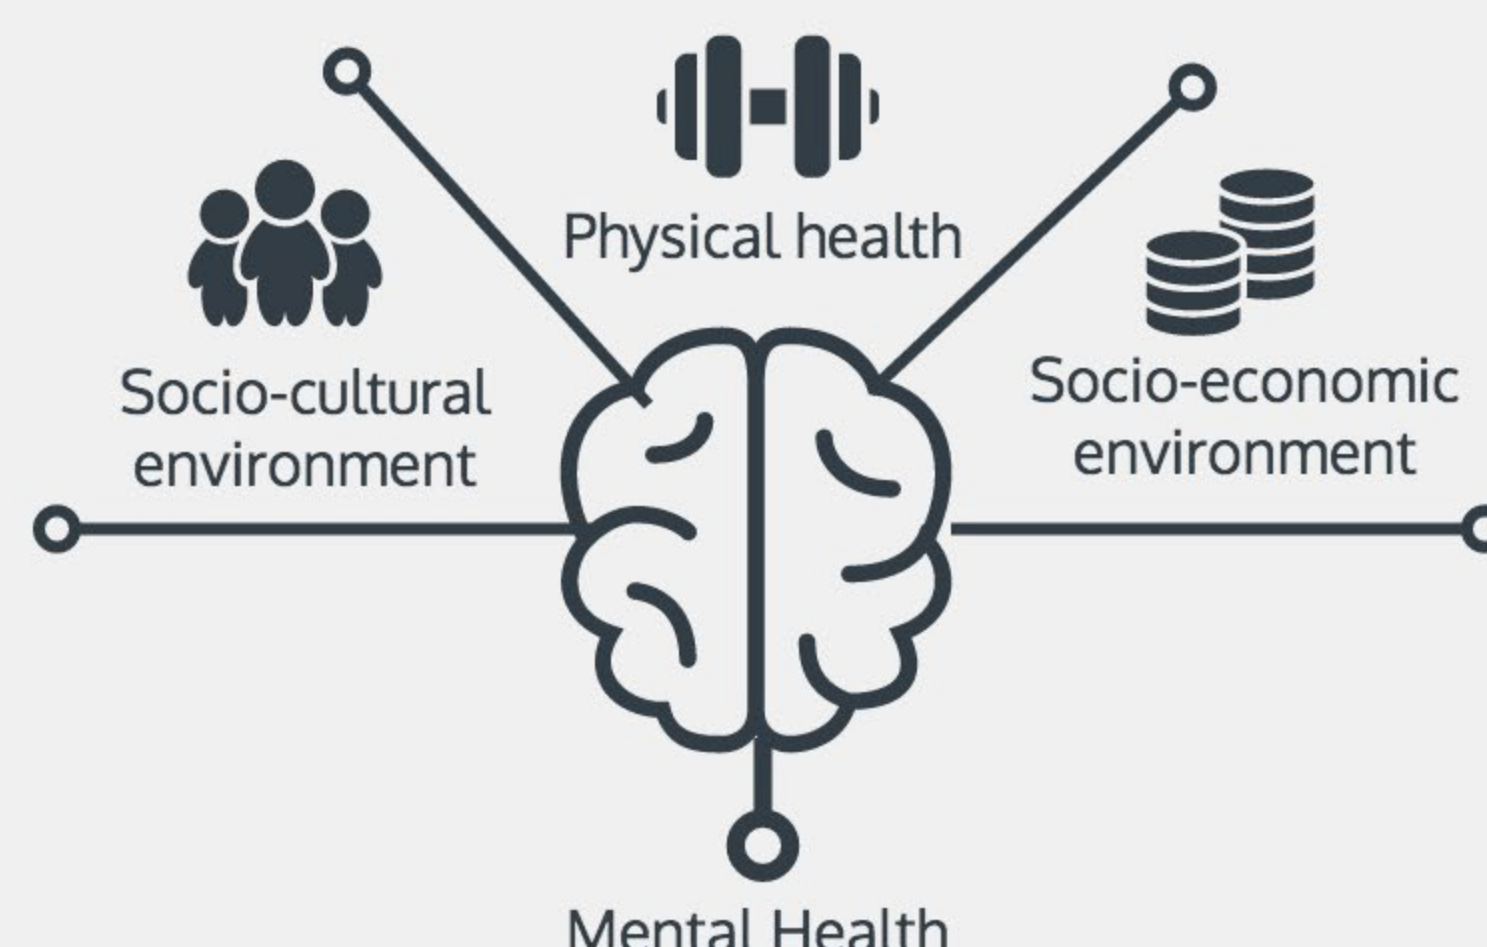 Physical health
Socio-cultural
environment
Socio-economic
environment
Mental Health